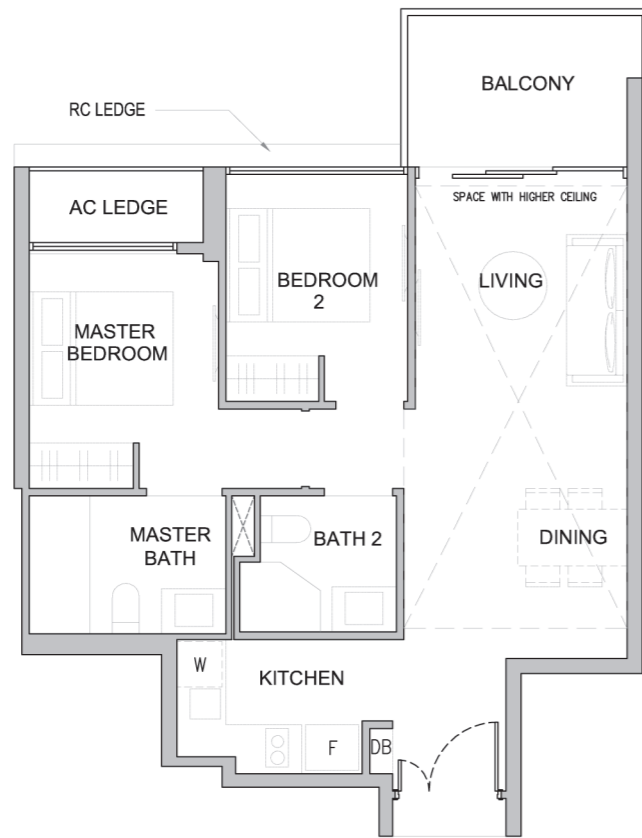 BALCONY
RC LEDGE
SPACE WITH HIGHER CEILING
AC LEDGE
BEDROOM
2
LIVING
MASTER
BEDROOM
MASTER
BATH
BATH 2
DINING
W
KITCHEN
F
DB